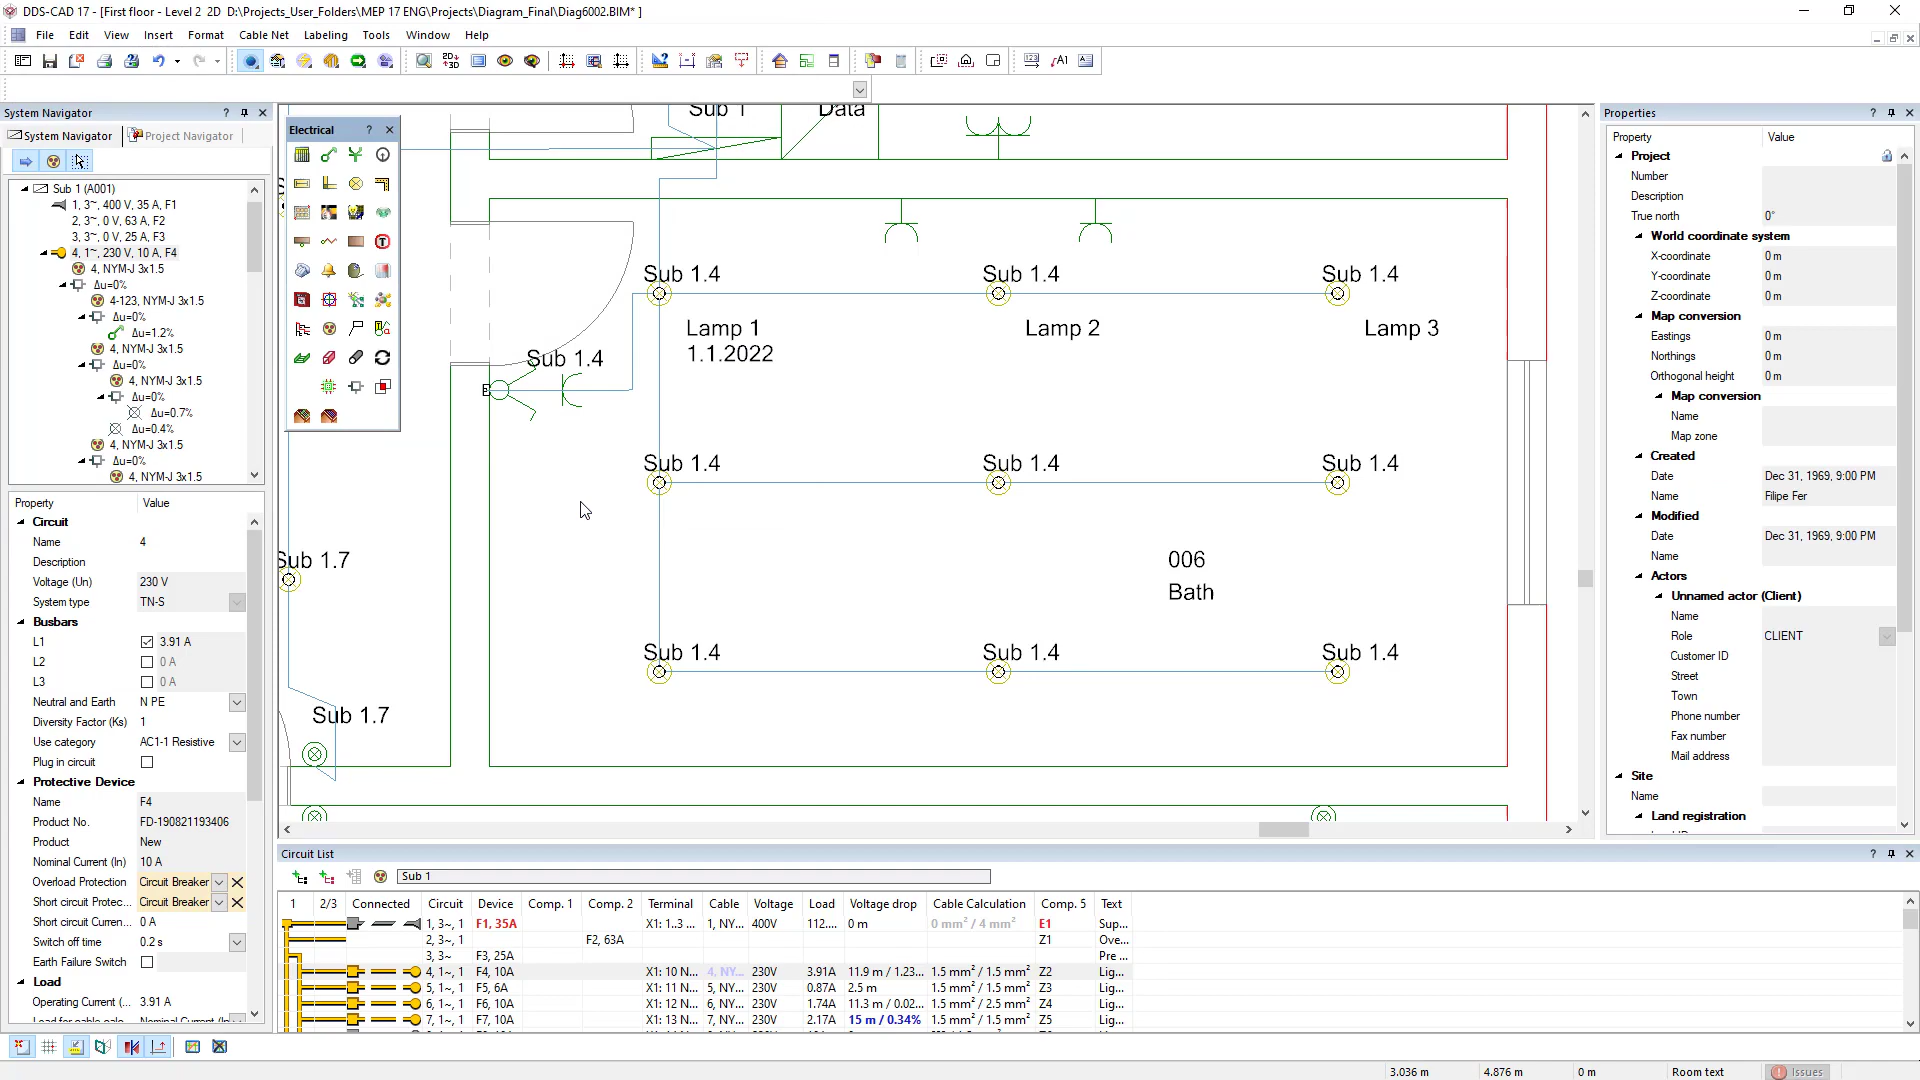 DDS-CAD 17 - [First floor - Level 2  2D  D:\Projects_User_Folders\MEP 17 ENG\Projects\Diagram_Final\Diag6002.BIM* ]
File Edit View Insert Format Cable Net Labeling Tools Window Help
System Navigator
System Navigator Project Navigator
Sub 1 (A001)
1, 3~, 400 V, 35 A, F1
2, 3~, 0 V, 63 A, F2
3, 3~, 0 V, 25 A, F3
4, 1~, 230 V, 10 A, F4
4, NYM-J 3x1.5
Δu=0%
4-123, NYM-J 3x1.5
Δu=0%
Δu=1.2%
4, NYM-J 3x1.5
Δu=0%
4, NYM-J 3x1.5
Δu=0%
Δu=0.7%
Δu=0.4%
4, NYM-J 3x1.5
Δu=0%
4, NYM-J 3x1.5
Property Value
Circuit
Name 4
Description
Voltage (Un) 230 V
System type TN-S
Busbars
L1 3.91 A
L2 0 A
L3 0 A
Neutral and Earth N PE
Diversity Factor (Ks) 1
Use category AC1-1 Resistive
Plug in circuit
Protective Device
Name F4
Product No. FD-190821193406
Product New
Nominal Current (In) 10 A
Overload Protection Circuit Breaker
Short circuit Protec... Circuit Breaker
Short circuit Curren... 0 A
Switch off time 0.2 s
Earth Failure Switch
Load
Operating Current (... 3.91 A
Electrical
Sub 1 Data
Sub 1.4 Sub 1.4 Sub 1.4
Lamp 1 Lamp 2 Lamp 3
1.1.2022
Sub 1.4
Sub 1.4 Sub 1.4 Sub 1.4
Sub 1.7
006
Bath
Sub 1.4 Sub 1.4 Sub 1.4
Sub 1.7
Properties
Property Value
Project
Number
Description
True north 0°
World coordinate system
X-coordinate 0 m
Y-coordinate 0 m
Z-coordinate 0 m
Map conversion
Eastings 0 m
Northings 0 m
Orthogonal height 0 m
Map conversion
Name
Map zone
Created
Date Dec 31, 1969, 9:00 PM
Name Filipe Fer
Modified
Date Dec 31, 1969, 9:00 PM
Name
Actors
Unnamed actor (Client)
Name
Role CLIENT
Customer ID
Street
Town
Phone number
Fax number
Mail address
Site
Name
Land registration
Circuit List
Sub 1
1 2/3 Connected Circuit Device Comp. 1 Comp. 2 Terminal Cable Voltage Load Voltage drop Cable Calculation Comp. 5 Text
1, 3~, 1 F1, 35A X1: 1..3 ... 1, NY... 400V 112.... 0 m 0 mm² / 4 mm² E1 Sup...
2, 3~, 1 F2, 63A Z1 Ove...
3, 3~ F3, 25A Pre ...
4, 1~, 1 F4, 10A X1: 10 N... 4, NY... 230V 3.91A 11.9 m / 1.23... 1.5 mm² / 1.5 mm² Z2 Lig...
5, 1~, 1 F5, 6A X1: 11 N... 5, NY... 230V 0.87A 2.5 m 1.5 mm² / 1.5 mm² Z3 Lig...
6, 1~, 1 F6, 10A X1: 12 N... 6, NY... 230V 1.74A 11.3 m / 0.02... 1.5 mm² / 2.5 mm² Z4 Lig...
7, 1~, 1 F7, 10A X1: 13 N... 7, NY... 230V 2.17A 15 m / 0.34% 1.5 mm² / 1.5 mm² Z5 Lig...
3.036 m 4.876 m 0 m Room text Issues